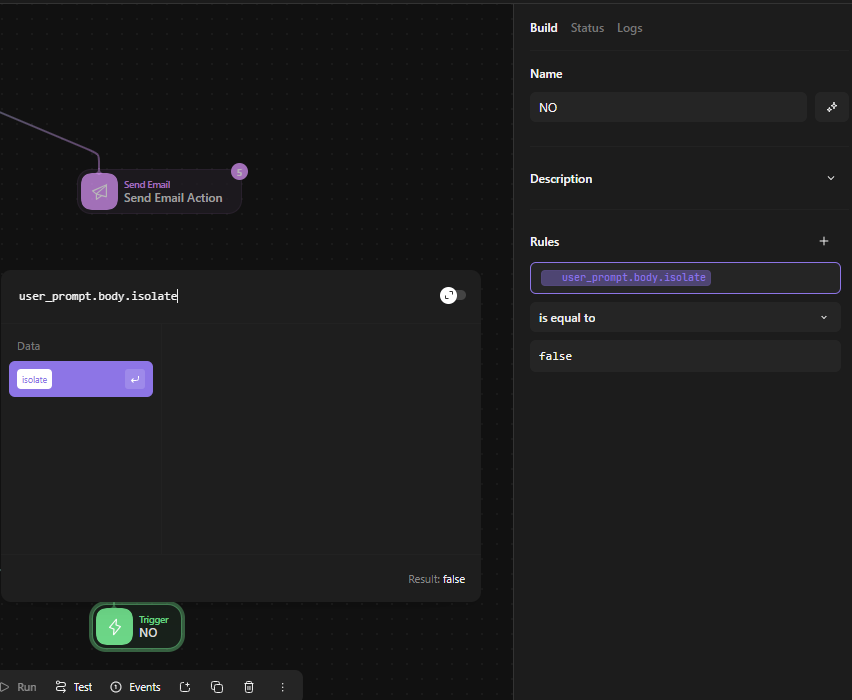 Build Status Logs
Name
NO
Description
Rules
user_prompt.body.isolate
is equal to
false
Send Email
Send Email Action
5
user_prompt.body.isolate
Data
isolate
Result: false
Trigger
NO
Run Test Events